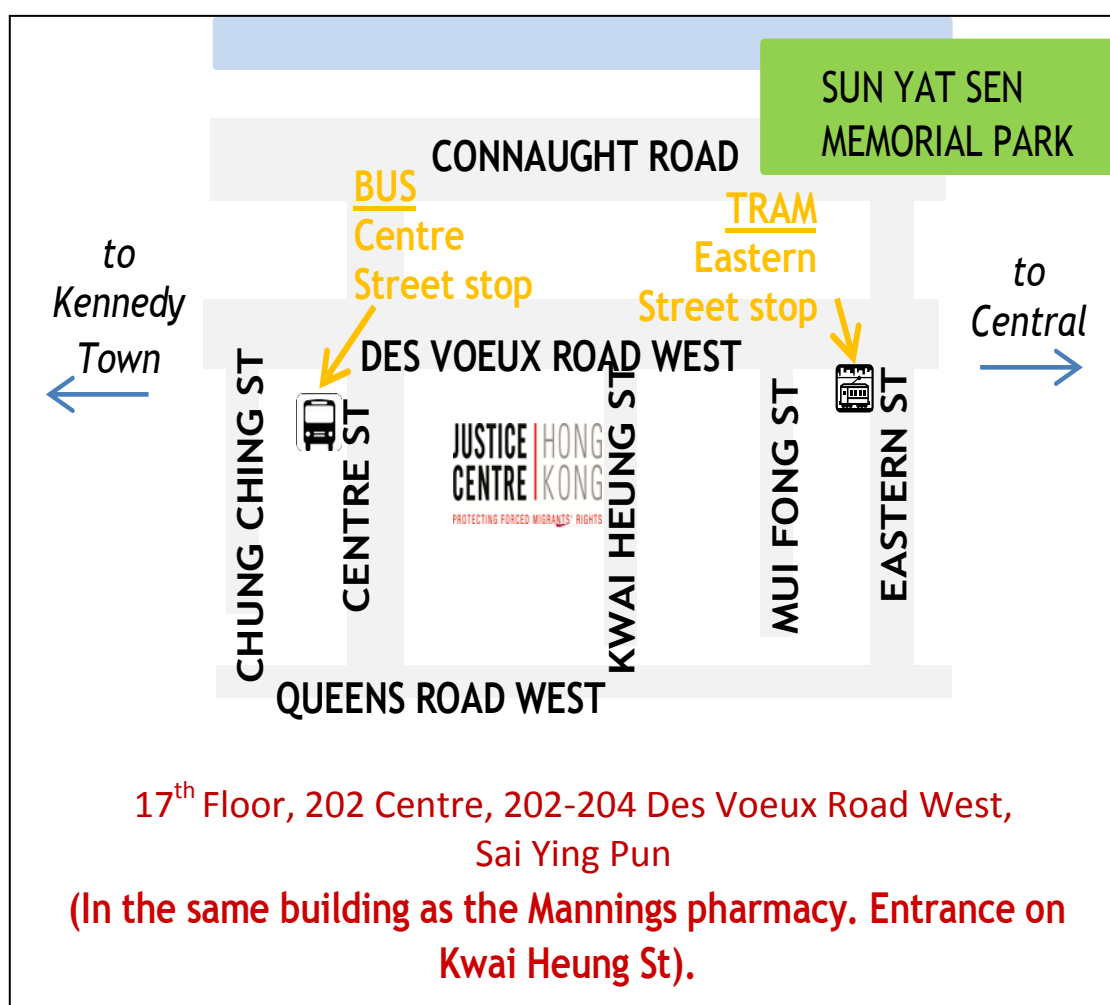 SUN YAT SEN
MEMORIAL PARK
CONNAUGHT ROAD
BUS
Centre
Street stop
TRAM
Eastern
Street stop
to
Kennedy
Town
to
Central
DES VOEUX ROAD WEST
CHUNG CHING ST
CENTRE ST
JUSTICE HONG
CENTRE KONG
PROTECTING FORCED MIGRANTS' RIGHTS
KWAI HEUNG ST
MUI FONG ST
EASTERN ST
QUEENS ROAD WEST
17th Floor, 202 Centre, 202-204 Des Voeux Road West,
Sai Ying Pun
(In the same building as the Mannings pharmacy. Entrance on
Kwai Heung St).